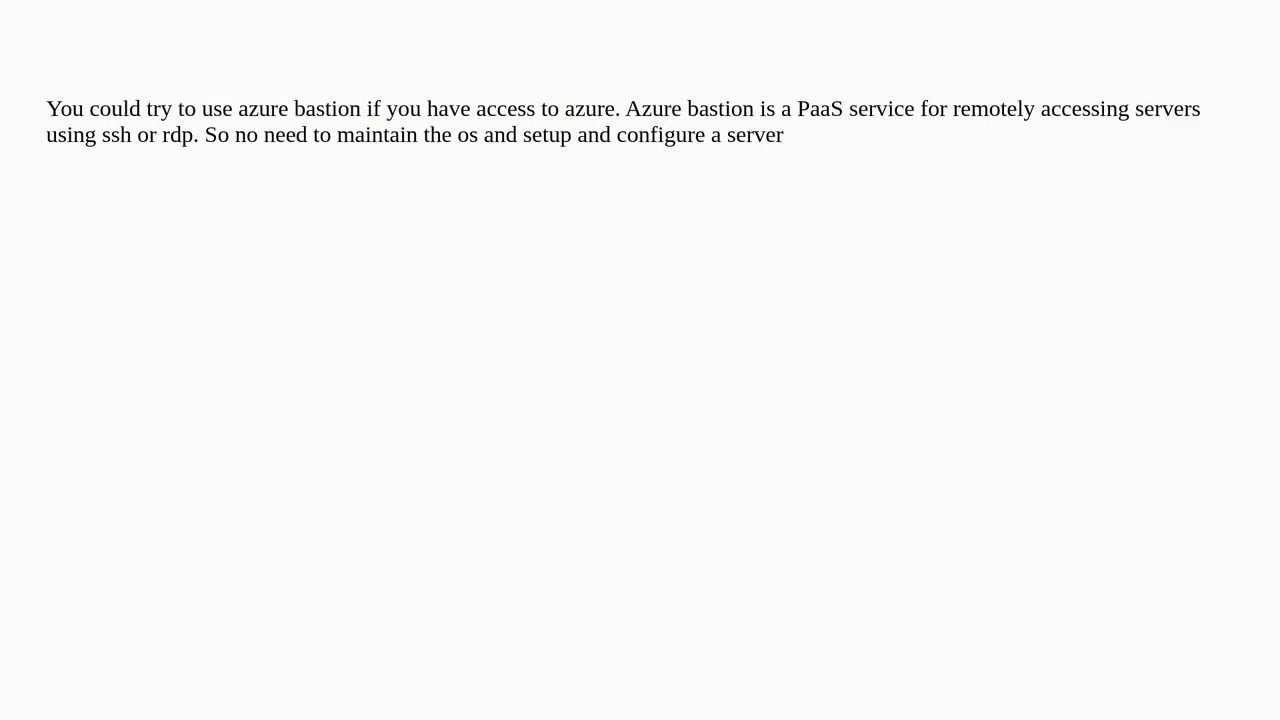 You could try to use azure bastion if you have access to azure. Azure bastion is a PaaS service for remotely accessing servers
using ssh or rdp. So no need to maintain the os and setup and configure a server